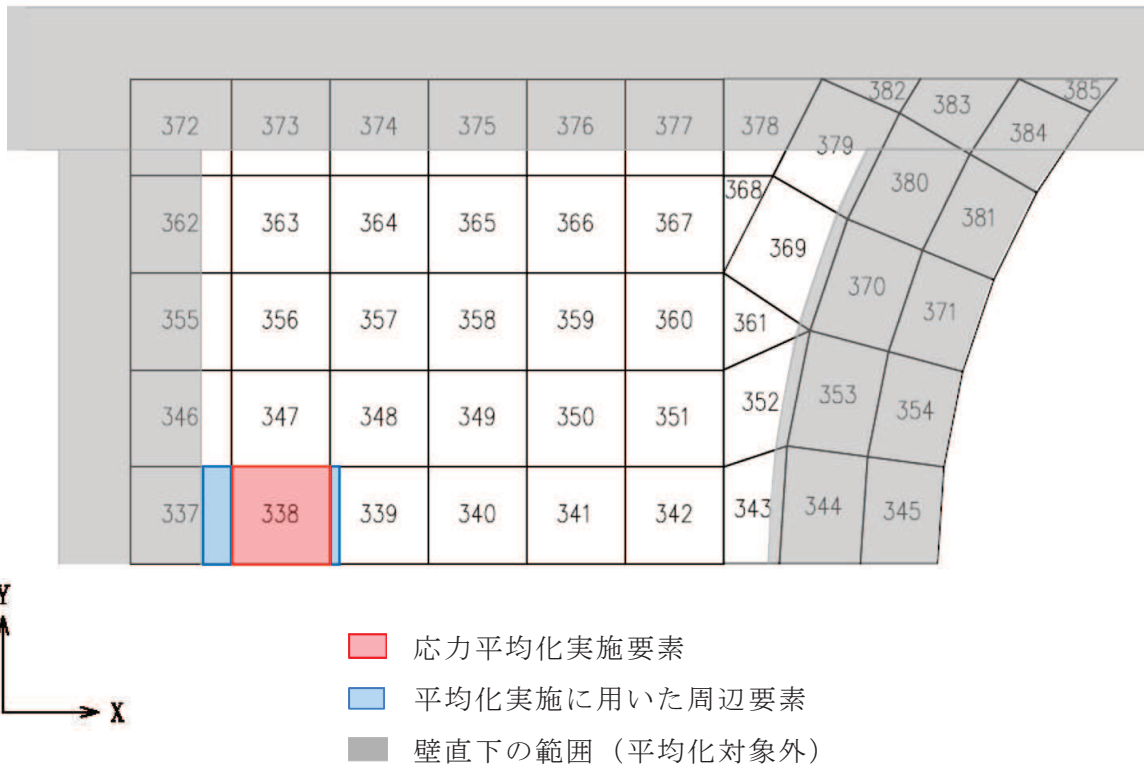 382 383 385
372 373 374 375 376 377 378 379 384
362 363 364 365 366 367 368 369 380 381
355 356 357 358 359 360 361 370 371
346 347 348 349 350 351 352 353 354
337 338 339 340 341 342 343 344 345
Y
X
応力平均化実施要素
平均化実施に用いた周辺要素
壁直下の範囲（平均化対象外）